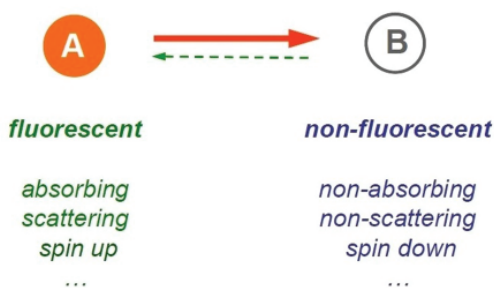 A B
fluorescent non-fluorescent
absorbing non-absorbing
scattering non-scattering
spin up spin down
... ...